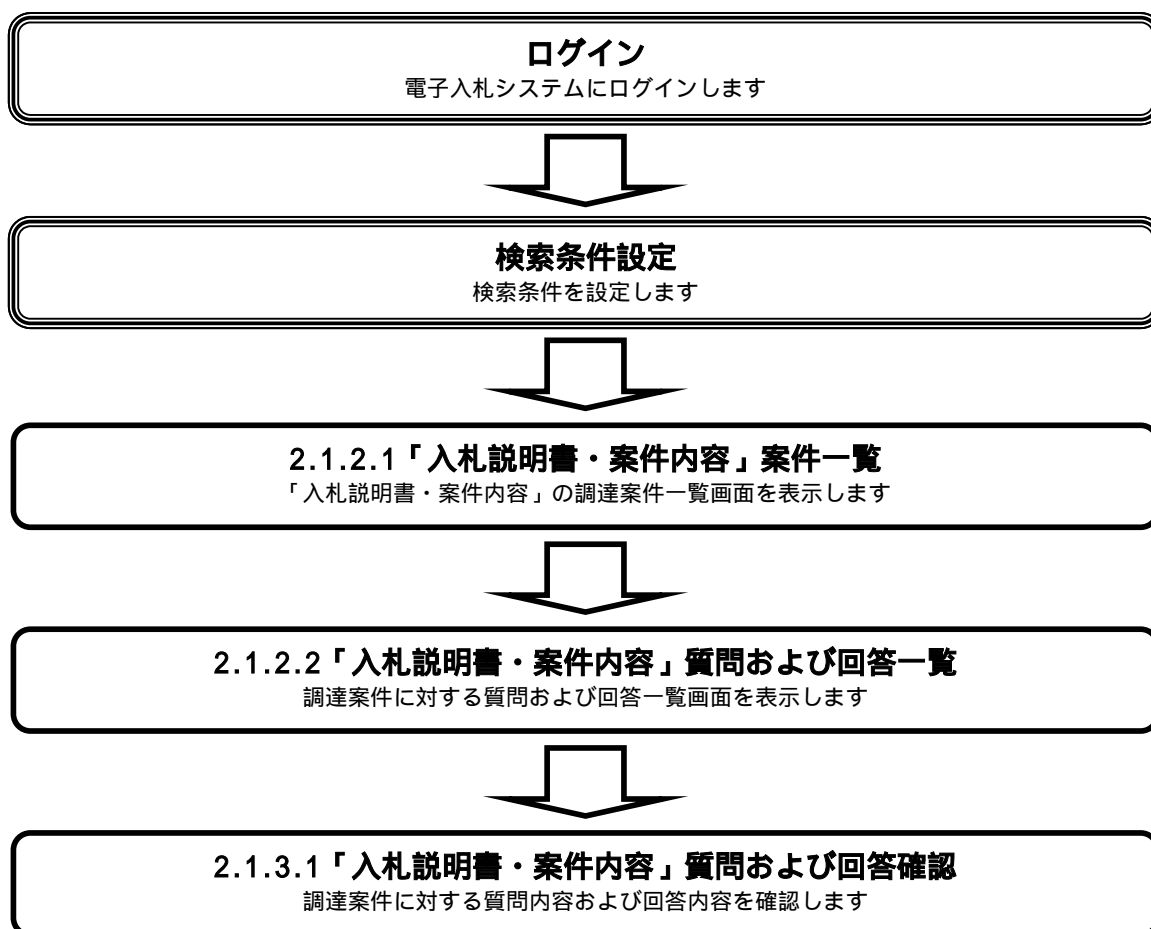 ログイン
電子入札システムにログインします
検索条件設定
検索条件を設定します
2.1.2.1「入札説明書・案件内容」案件一覧
「入札説明書・案件内容」の調達案件一覧画面を表示します
2.1.2.2「入札説明書・案件内容」質問および回答一覧
調達案件に対する質問および回答一覧画面を表示します
2.1.3.1「入札説明書・案件内容」質問および回答確認
調達案件に対する質問内容および回答内容を確認します